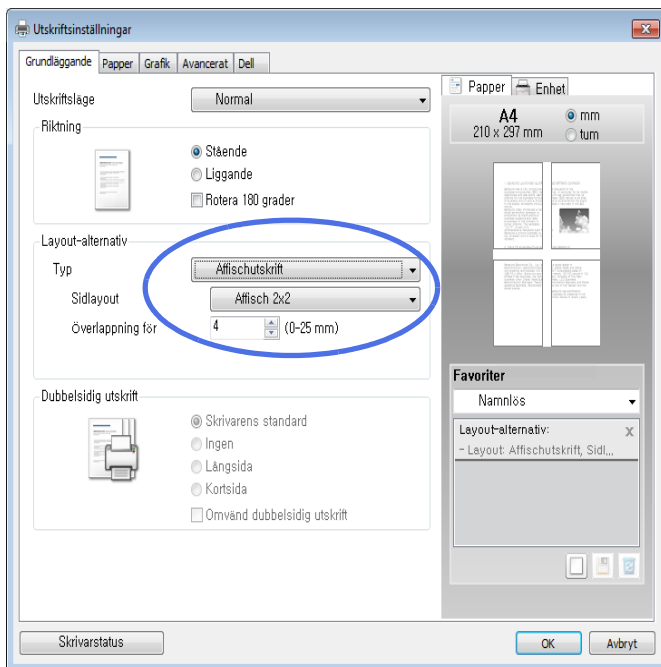 Utskriftsinställningar
Grundläggande Papper Grafik Avancerat Dell
Utskriftsläge Normal
Riktning
Stående
Liggande
Rotera 180 grader
Layout-alternativ
Typ Affischutskrift
Sidlayout Affisch 2x2
Överlappning för 4 (0-25 mm)
Dubbelsidig utskrift
Skrivarens standard
Ingen
Långsida
Kortsida
Omvänd dubbelsidig utskrift
Papper Enhet
A4
210 x 297 mm
mm
tum
Favoriter
Namnlös
Layout-alternativ: X
- Layout: Affischutskrift, Sidl...
Skrivarstatus OK Avbryt